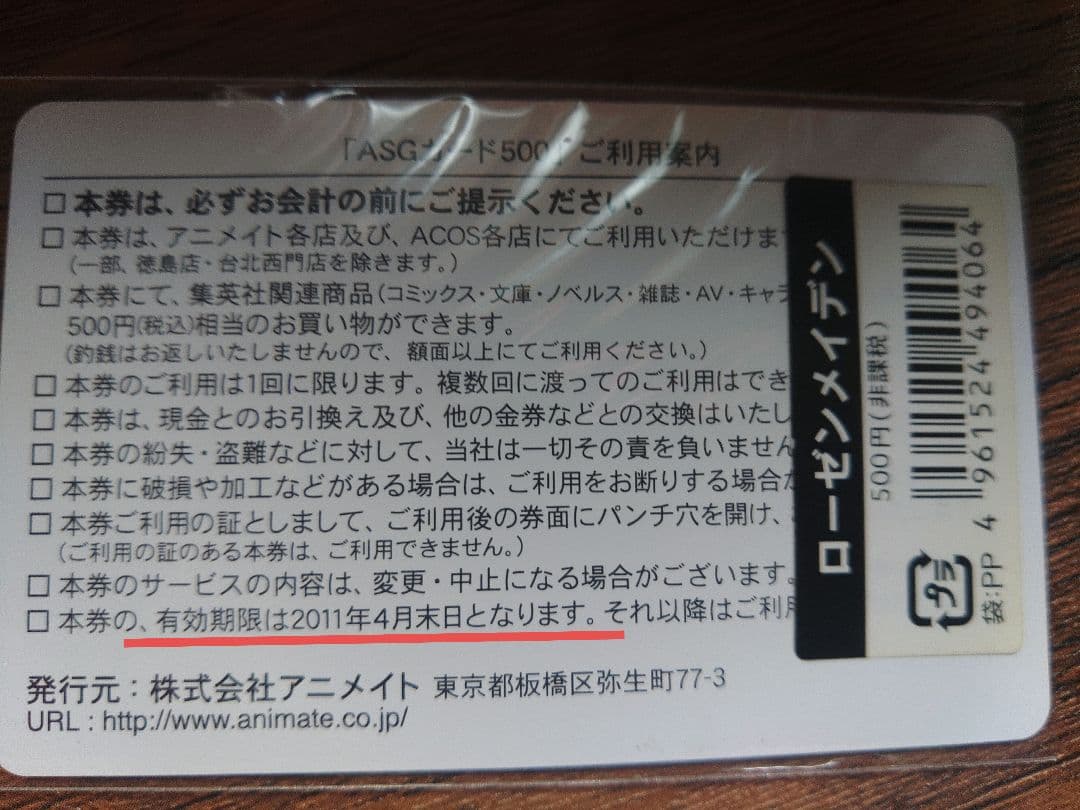 「ASGカード500」ご利用案内
□本券は、必ずお会計の前にご提示ください。
□本券は、アニメイト各店及び、ACOS各店にてご利用いただけま
(一部、徳島店・台北西門店を除きます。)
□本券にて、集英社関連商品(コミックス・文庫・ノベルス・雑誌・AV・キャラ
500円(税込)相当のお買い物ができます。
(釣銭はお返しいたしませんので、額面以上にてご利用ください。)
□本券のご利用は1回に限ります。複数回に渡ってのご利用はでき
□本券は、現金とのお引換え及び、他の金券などとの交換はいたし
□本券の紛失・盗難などに対して、当社は一切その責を負いません
□本券に破損や加工などがある場合は、ご利用をお断りする場合が
□本券ご利用の証としまして、ご利用後の券面にパンチ穴を開け、
(ご利用の証のある本券は、ご利用できません。)
□本券のサービスの内容は、変更・中止になる場合がございます。
□本券の、有効期限は2011年4月末日となります。それ以降はご利用
発行元：株式会社アニメイト 東京都板橋区弥生町77-3
URL : http://www.animate.co.jp/
ローゼンメイデン
500円(非課税)
4961524494064
プラ
袋:PP